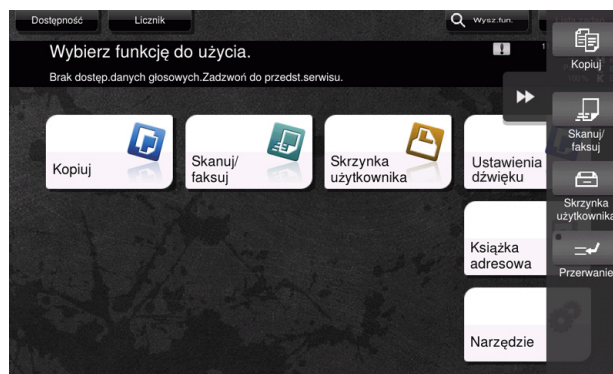 Dostępność
Licznik
Wysz.fun.
Wybierz funkcję do użycia.
Brak dostęp.danych głosowych.Zadzwoń do przedst.serwisu.
Kopiuj
Skanuj/
faksuj
Skrzynka
użytkownika
Przerwanie
Kopiuj
Skanuj/
faksuj
Skrzynka
użytkownika
Ustawienia
dźwięku
Książka
adresowa
Narzędzie